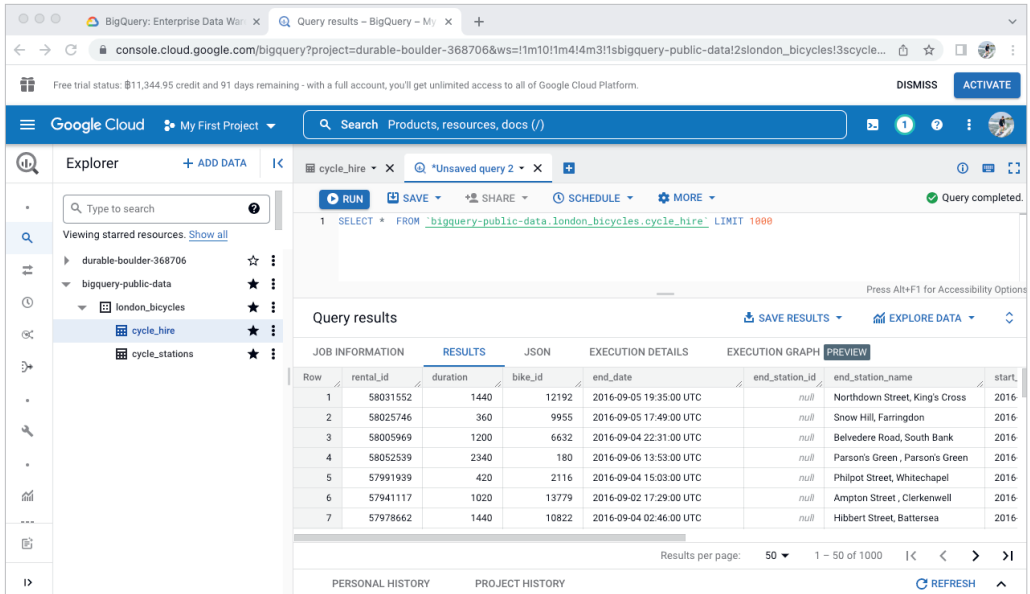 BigQuery: Enterprise Data War
Query results – BigQuery – My
console.cloud.google.com/bigquery?project=durable-boulder-368706&ws=!1m10!1m4!4m3!1sbigquery-public-data!2slondon_bicycles!3scycle...
Free trial status: ฿11,344.95 credit and 91 days remaining - with a full account, you'll get unlimited access to all of Google Cloud Platform.
DISMISS
ACTIVATE
Google Cloud
My First Project
Search Products, resources, docs (/)
1
Explorer
+ ADD DATA
cycle_hire
*Unsaved query 2
RUN
SAVE
SHARE
SCHEDULE
MORE
Query completed.
Type to search
Viewing starred resources. Show all
durable-boulder-368706
bigquery-public-data
london_bicycles
cycle_hire
cycle_stations
1 SELECT * FROM `bigquery-public-data.london_bicycles.cycle_hire` LIMIT 1000
Press Alt+F1 for Accessibility Options
Query results
SAVE RESULTS
EXPLORE DATA
JOB INFORMATION RESULTS JSON EXECUTION DETAILS EXECUTION GRAPH PREVIEW
Row rental_id duration bike_id end_date end_station_id end_station_name start_
1 58031552 1440 12192 2016-09-05 19:35:00 UTC null Northdown Street, King's Cross 2016-
2 58025746 360 9955 2016-09-05 17:49:00 UTC null Snow Hill, Farringdon 2016-
3 58005969 1200 6632 2016-09-04 22:31:00 UTC null Belvedere Road, South Bank 2016-
4 58052539 2340 180 2016-09-06 13:53:00 UTC null Parson's Green , Parson's Green 2016-
5 57991939 420 2116 2016-09-04 15:03:00 UTC null Philpot Street, Whitechapel 2016-
6 57941117 1020 13779 2016-09-02 17:29:00 UTC null Ampton Street , Clerkenwell 2016-
7 57978662 1440 10822 2016-09-04 02:46:00 UTC null Hibbert Street, Battersea 2016-
Results per page: 50 1 – 50 of 1000
PERSONAL HISTORY PROJECT HISTORY REFRESH